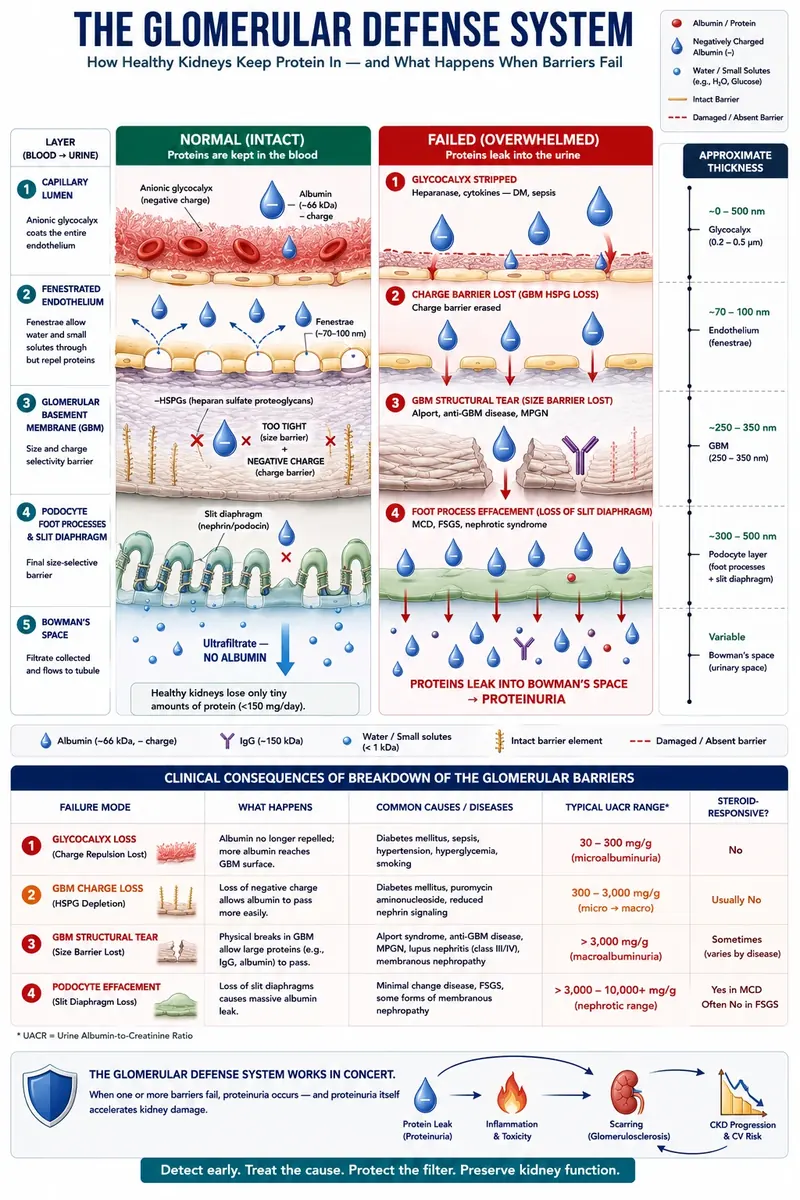 THE GLOMERULAR DEFENSE SYSTEM
How Healthy Kidneys Keep Protein In — and What Happens When Barriers Fail
Albumin / Protein
Negatively Charged
Albumin (–)
Water / Small Solutes
(e.g., H₂O, Glucose)
Intact Barrier
Damaged / Absent Barrier
LAYER
(BLOOD → URINE)
1 CAPILLARY
LUMEN
Anionic glycocalyx
coats the entire
endothelium
2 FENESTRATED
ENDOTHELIUM
Fenestrae allow
water and small
solutes through
but repel proteins
3 GLOMERULAR
BASEMENT
MEMBRANE (GBM)
Size and charge
selectivity barrier
4 PODOCYTE
FOOT PROCESSES
& SLIT DIAPHRAGM
Final size-selective
barrier
5 BOWMAN'S
SPACE
Filtrate collected
and flows to tubule
NORMAL (INTACT)
Proteins are kept in the blood
Anionic glycocalyx
(negative charge)
Albumin
(~66 kDa)
– charge
Fenestrae
(~70–100 nm)
–HSPGs (heparan sulfate proteoglycans)
TOO TIGHT
(size barrier)
+
NEGATIVE CHARGE
(charge barrier)
Slit diaphragm
(nephrin/podocin)
Ultrafiltrate —
NO ALBUMIN
Healthy kidneys lose only tiny
amounts of protein (<150 mg/day).
FAILED (OVERWHELMED)
Proteins leak into the urine
1 GLYCOCALYX STRIPPED
Heparanase, cytokines — DM, sepsis
2 CHARGE BARRIER LOST (GBM HSPG LOSS)
Charge barrier erased
3 GBM STRUCTURAL TEAR (SIZE BARRIER LOST)
Alport, anti-GBM disease, MPGN
4 FOOT PROCESS EFFACEMENT (LOSS OF SLIT DIAPHRAGM)
MCD, FSGS, nephrotic syndrome
PROTEINS LEAK INTO BOWMAN'S SPACE
→ PROTEINURIA
APPROXIMATE
THICKNESS
~0 – 500 nm
Glycocalyx
(0.2 – 0.5 μm)
~70 – 100 nm
Endothelium
(fenestrae)
~250 – 350 nm
GBM
(250 – 350 nm)
~300 – 500 nm
Podocyte layer
(foot processes
+ slit diaphragm)
Variable
Bowman's space
(urinary space)
Albumin (~66 kDa, – charge)
IgG (~150 kDa)
Water / Small solutes
(< 1 kDa)
Intact barrier element
Damaged / Absent barrier
CLINICAL CONSEQUENCES OF BREAKDOWN OF THE GLOMERULAR BARRIERS
FAILURE MODE
WHAT HAPPENS
COMMON CAUSES / DISEASES
TYPICAL UACR RANGE*
STEROID-
RESPONSIVE?
1 GLYCOCALYX LOSS
(Charge Repulsion Lost)
Albumin no longer repelled;
more albumin reaches
GBM surface.
Diabetes mellitus, sepsis,
hypertension, hyperglycemia,
smoking
30 – 300 mg/g
(microalbuminuria)
No
2 GBM CHARGE LOSS
(HSPG Depletion)
Loss of negative charge
allows albumin to pass
more easily.
Diabetes mellitus, puromycin
aminonucleoside, reduced
nephrin signaling
300 – 3,000 mg/g
(micro → macro)
Usually No
3 GBM STRUCTURAL TEAR
(Size Barrier Lost)
Physical breaks in GBM
allow large proteins (e.g.,
IgG, albumin) to pass.
Alport syndrome, anti-GBM disease,
MPGN, lupus nephritis (class III/IV),
membranous nephropathy
> 3,000 mg/g
(macroalbuminuria)
Sometimes
(varies by disease)
4 PODOCYTE EFFACEMENT
(Slit Diaphragm Loss)
Loss of slit diaphragms
causes massive albumin
leak.
Minimal change disease, FSGS,
some forms of membranous
nephropathy
> 3,000 – 10,000+ mg/g
(nephrotic range)
Yes in MCD
Often No in FSGS
* UACR = Urine Albumin-to-Creatinine Ratio
THE GLOMERULAR DEFENSE SYSTEM WORKS IN CONCERT.
When one or more barriers fail, proteinuria occurs — and proteinuria itself
accelerates kidney damage.
Protein Leak
(Proteinuria)
Inflammation
& Toxicity
Scarring
(Glomerulosclerosis)
CKD Progression
& CV Risk
Detect early. Treat the cause. Protect the filter. Preserve kidney function.